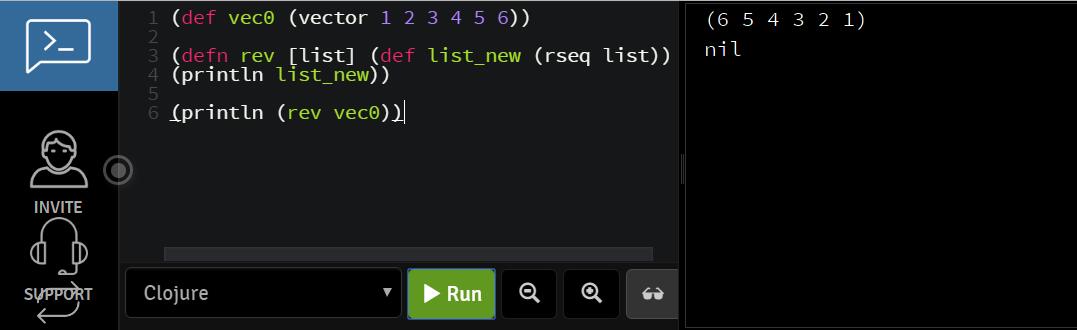 >_
INVITE
SUPPORT
1 (def vec0 (vector 1 2 3 4 5 6))
2
3 (defn rev [list] (def list_new (rseq list))
4 (println list_new))
5
6 (println (rev vec0))
Clojure
Run
(6 5 4 3 2 1)
nil